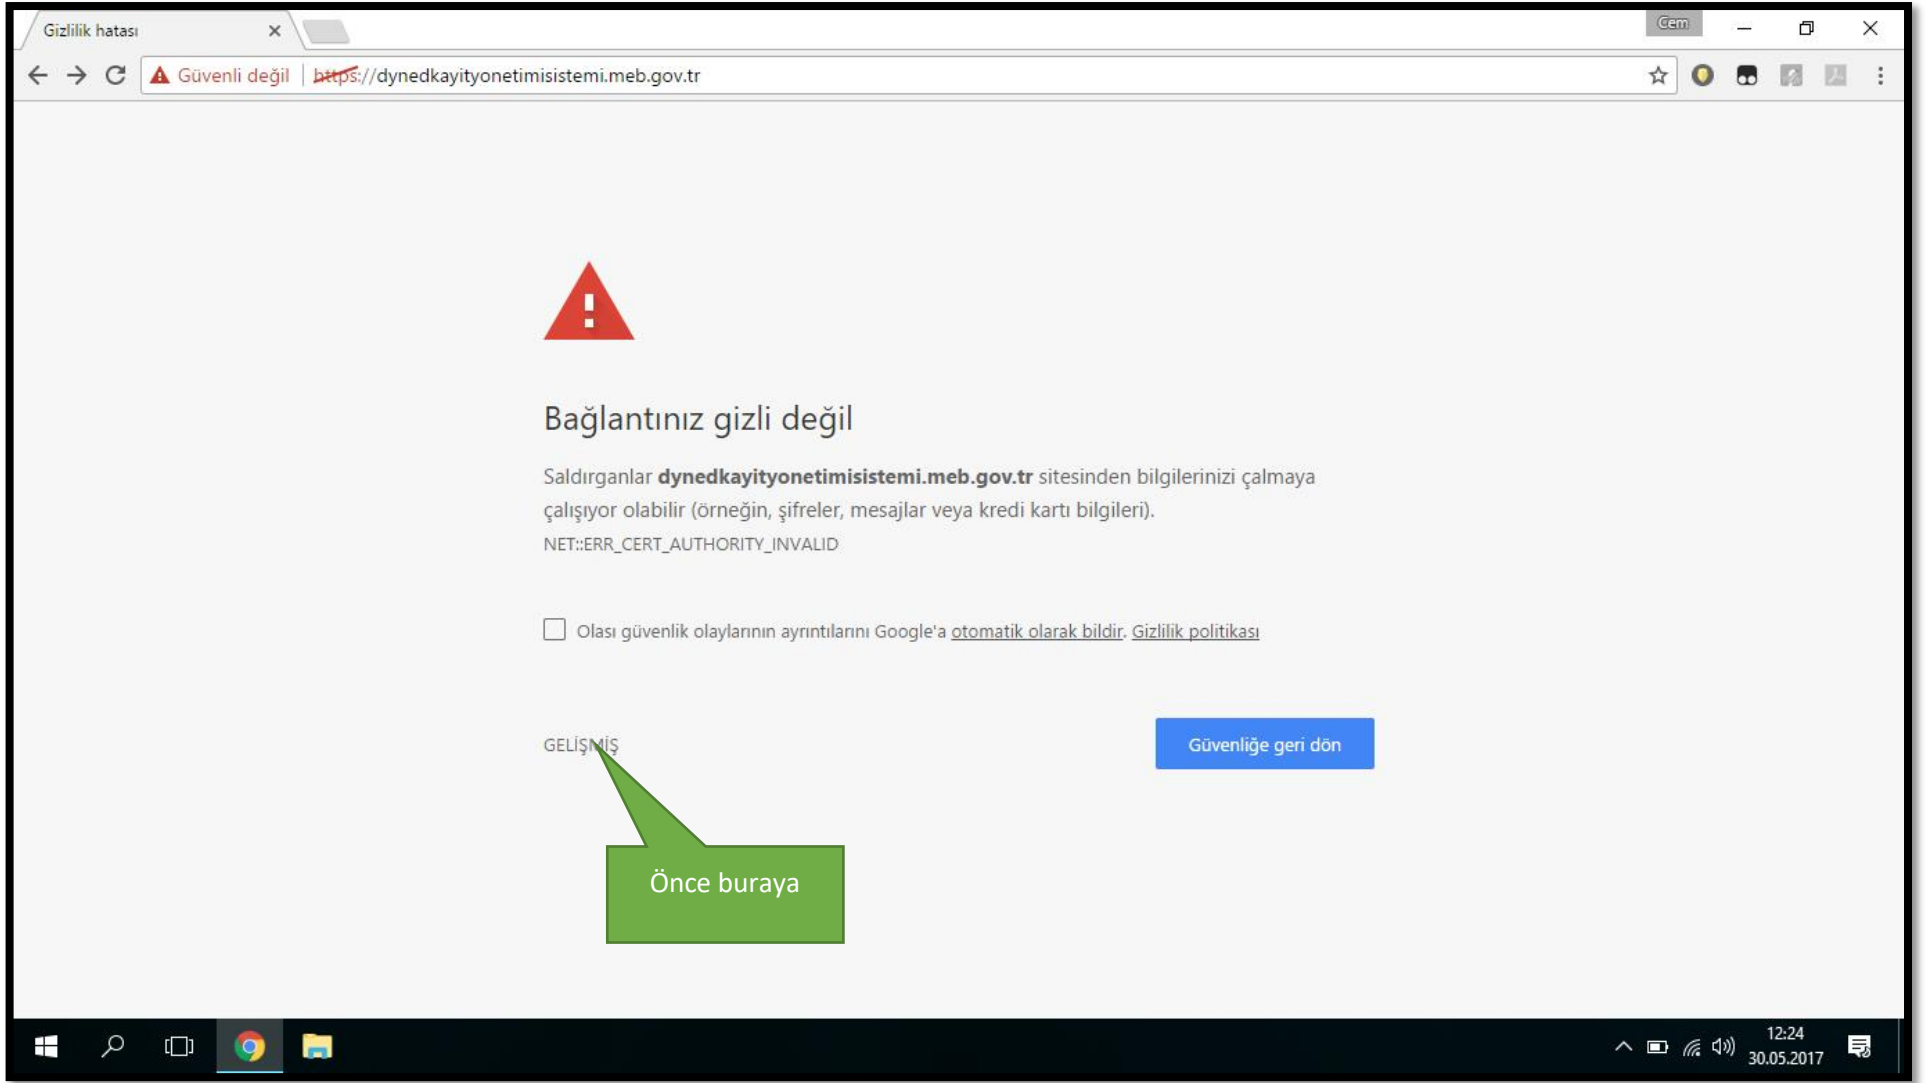 Gizlilik hatası
Cem
Güvenli değil | https://dynedkayityonetimisistemi.meb.gov.tr
Bağlantınız gizli değil
Saldırganlar dynedkayityonetimisistemi.meb.gov.tr sitesinden bilgilerinizi çalmaya
çalışıyor olabilir (örneğin, şifreler, mesajlar veya kredi kartı bilgileri).
NET::ERR_CERT_AUTHORITY_INVALID
Olası güvenlik olaylarının ayrıntılarını Google'a otomatik olarak bildir. Gizlilik politikası
GELİŞMİŞ
Güvenliğe geri dön
Önce buraya
12:24
30.05.2017